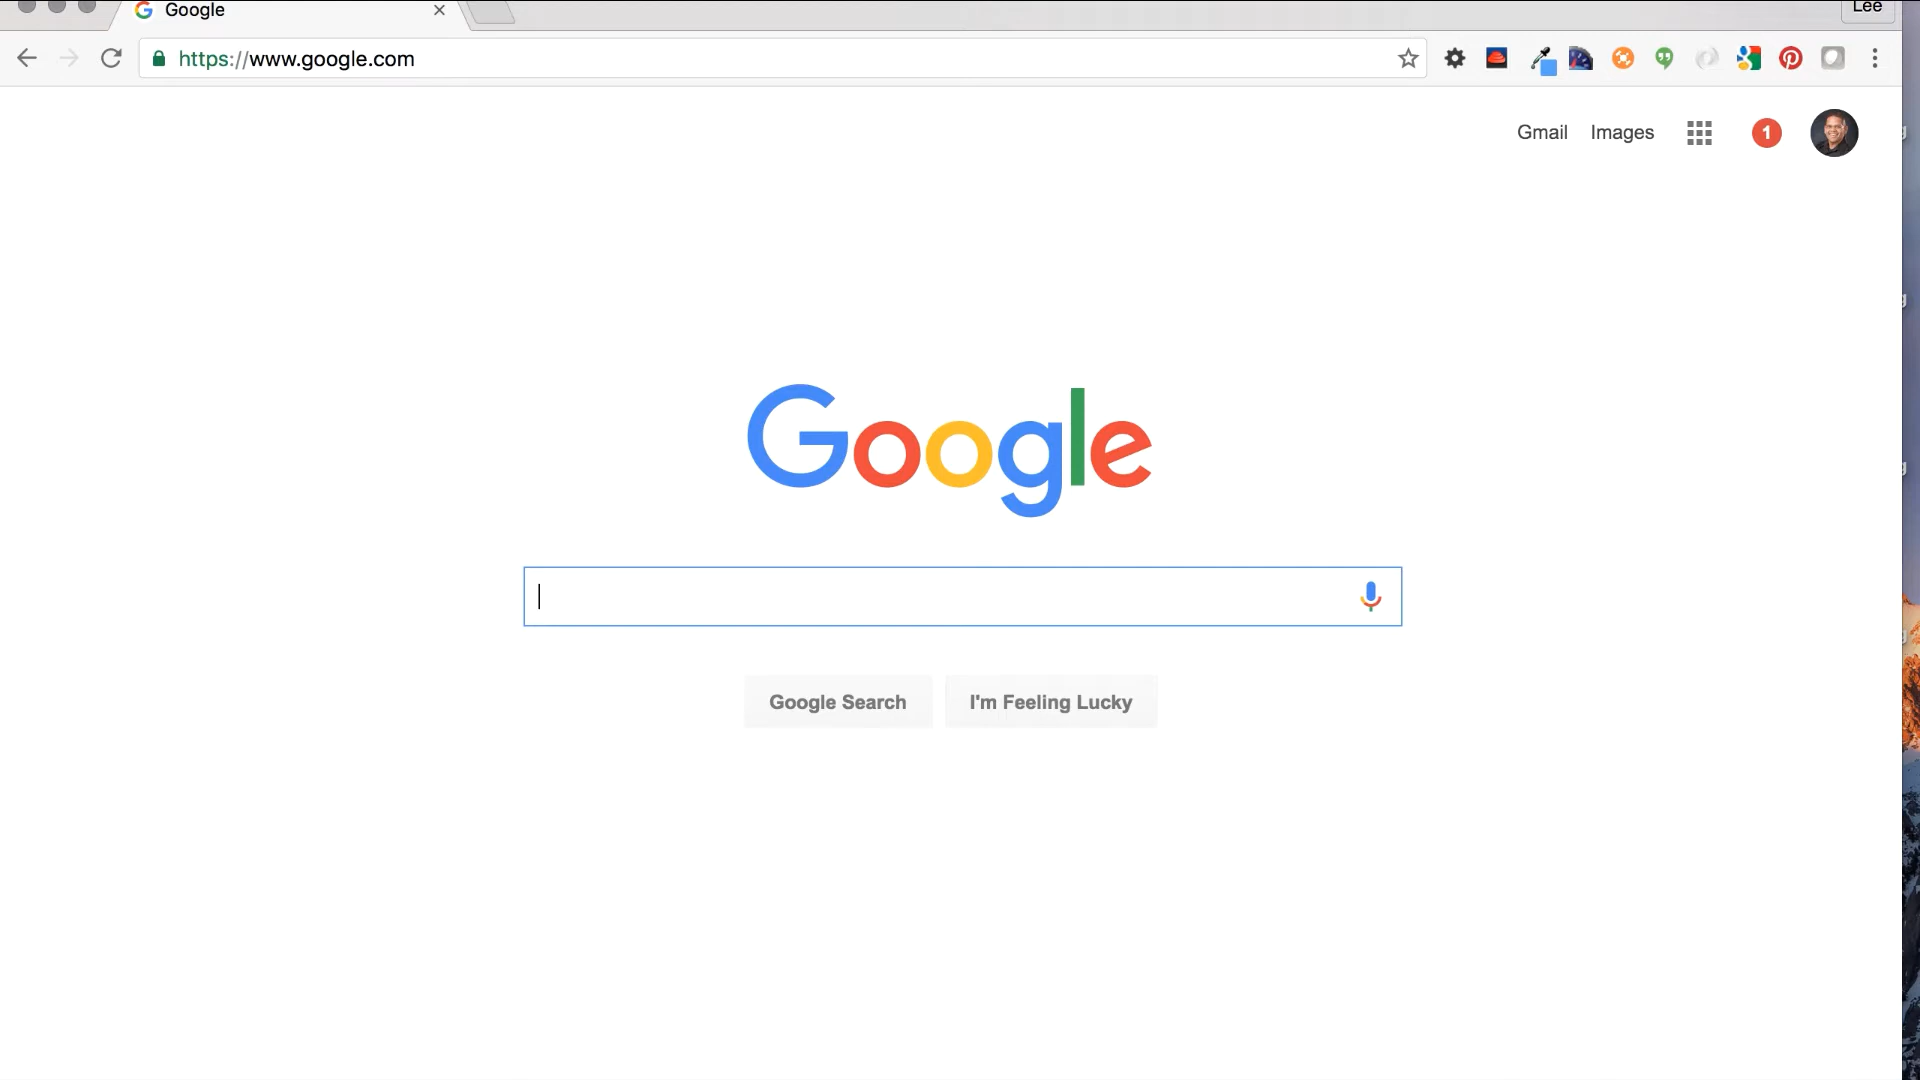 Google
Lee
https://www.google.com
Gmail Images
1
Google
Google Search I'm Feeling Lucky